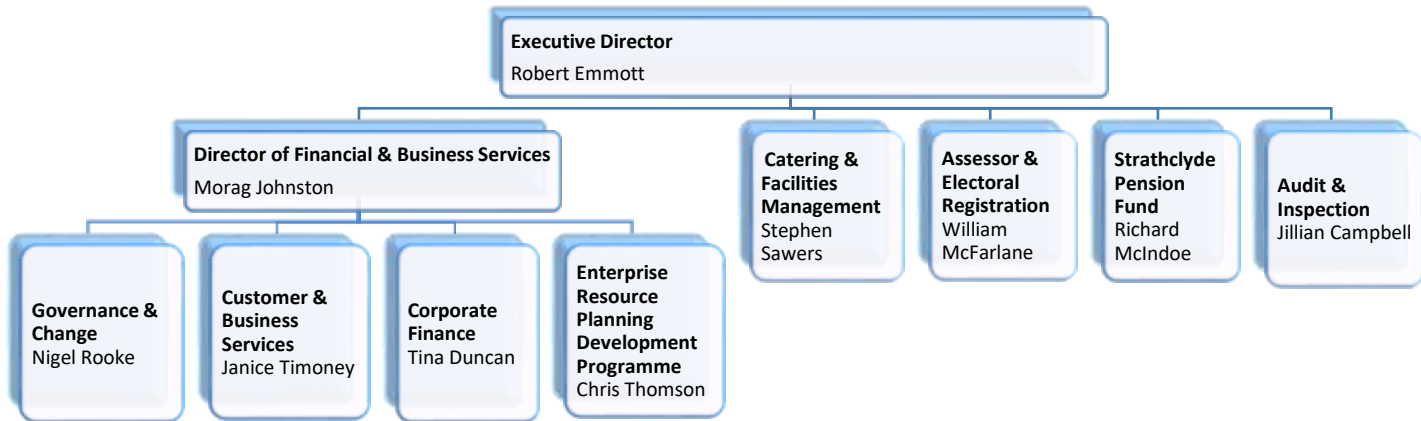 Executive Director
Robert Emmott
Director of Financial & Business Services
Morag Johnston
Catering &
Facilities
Management
Stephen
Sawers
Assessor &
Electoral
Registration
William
McFarlane
Strathclyde
Pension
Fund
Richard
McIndoe
Audit &
Inspection
Jillian Campbell
Governance &
Change
Nigel Rooke
Customer &
Business
Services
Janice Timoney
Corporate
Finance
Tina Duncan
Enterprise
Resource
Planning
Development
Programme
Chris Thomson